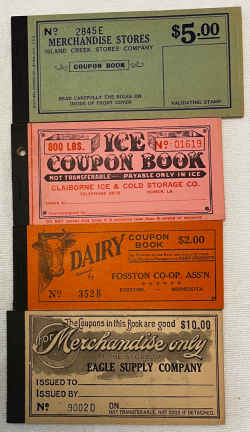 No 2845E
MERCHANDISE STORES
ISLAND CREEK STORES COMPANY
COUPON BOOK
$5.00
READ CAREFULLY THE RULES ON
INSIDE OF FRONT COVER
VALIDATING STAMP
800 LBS.
ICE
No 01619
COUPON BOOK
NOT TRANSFERABLE - PAYABLE ONLY IN ICE
CLAIBORNE ICE & COLD STORAGE CO.
HOMER, LA.
DAIRY
COUPON
BOOK
$2.00
FOSSTON CO-OP. ASS'N.
FOSSTON, MINNESOTA
No 3528
The Coupons in this Book are good
$10.00
FOR
Merchandise only
EAGLE SUPPLY COMPANY
ISSUED TO
ISSUED BY
No 9002D
ON
NOT TRANSFERABLE, NOT GOOD IF DETACHED.